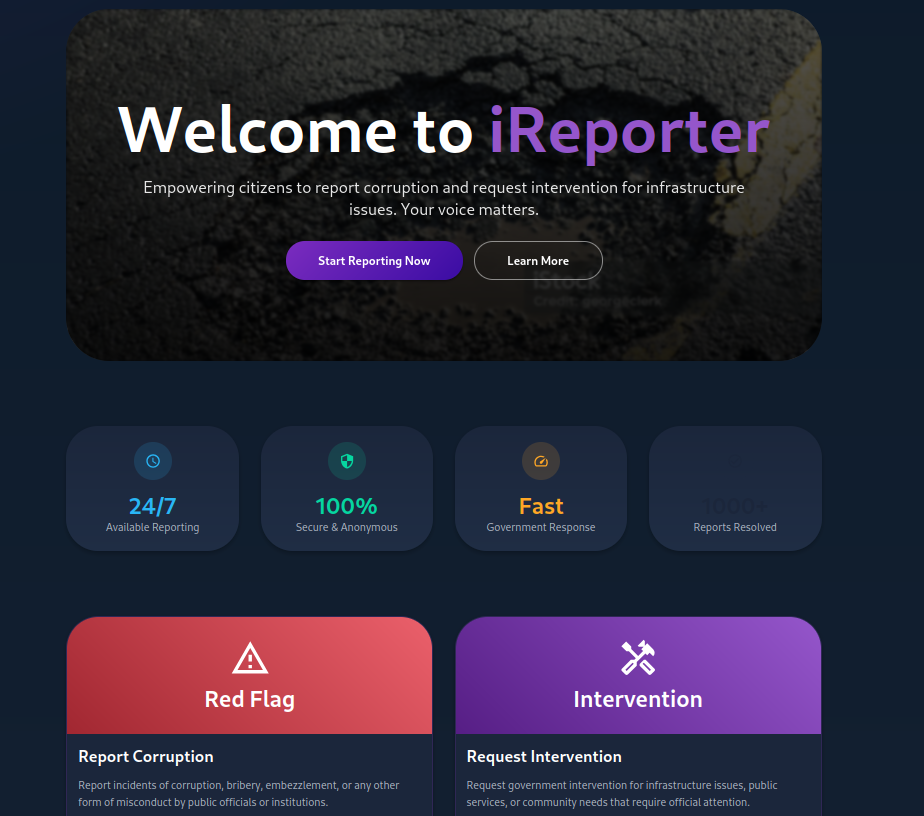 Welcome to iReporter
Empowering citizens to report corruption and request intervention for infrastructure
issues. Your voice matters.
Start Reporting Now
Learn More
iStock
Credit: georgeclerk
24/7
Available Reporting
100%
Secure & Anonymous
Fast
Government Response
1000+
Reports Resolved
Red Flag
Report Corruption
Report incidents of corruption, bribery, embezzlement, or any other
form of misconduct by public officials or institutions.
Intervention
Request Intervention
Request government intervention for infrastructure issues, public
services, or community needs that require official attention.